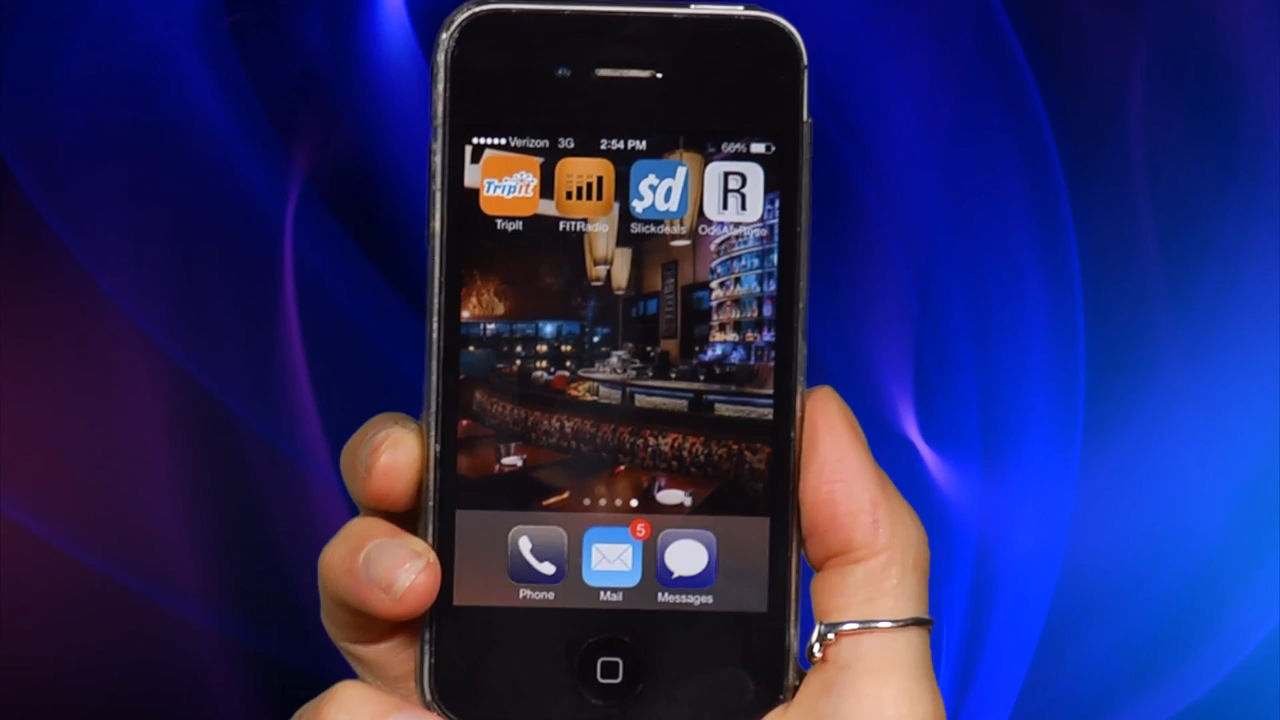 Verizon 3G 2:54 PM 66%
TripIt
$d
R
TripIt FITRadio Slickdeals
5
Phone Mail Messages